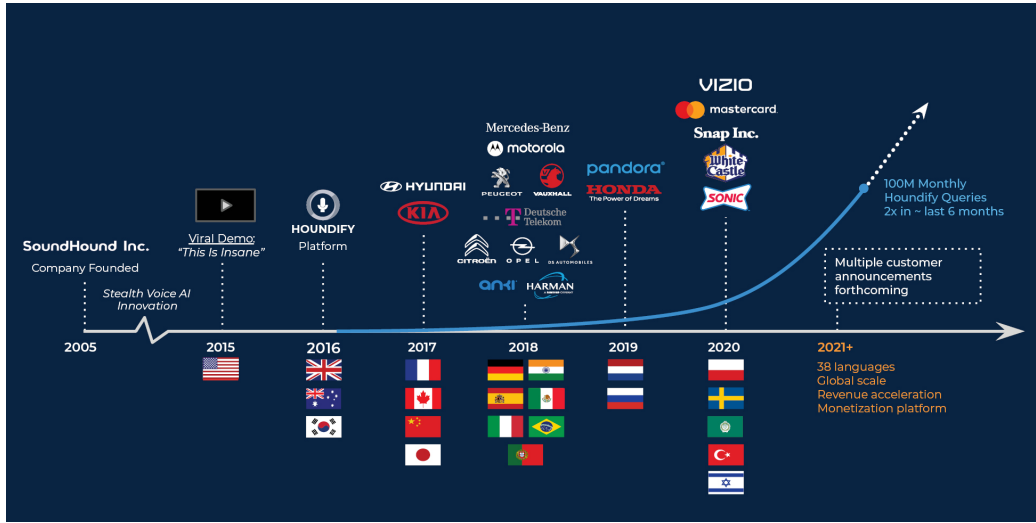 SoundHound Inc.
Company Founded
Stealth Voice AI
Innovation
Viral Demo:
"This Is Insane"
HOUNDIFY
Platform
HYUNDAI
KIA
Mercedes-Benz
motorola
PEUGEOT
VAUXHALL
Deutsche
Telekom
CITROËN
OPEL
DS AUTOMOBILES
anki
HARMAN
pandora
HONDA
The Power of Dreams
VIZIO
mastercard.
Snap Inc.
White
Castle
SONIC
100M Monthly
Houndify Queries
2x in ~ last 6 months
Multiple customer
announcements
forthcoming
2005
2015
2016
2017
2018
2019
2020
2021+
38 languages
Global scale
Revenue acceleration
Monetization platform